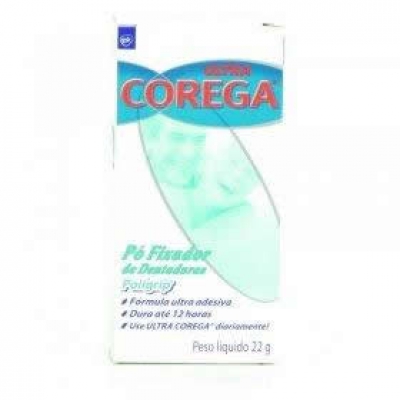 ULTRA
COREGA
Pó Fixador
de Dentaduras
Poligrip
Fórmula ultra adesiva
Dura até 12 horas
Use ULTRA COREGA® diariamente!
Peso líquido 22 g